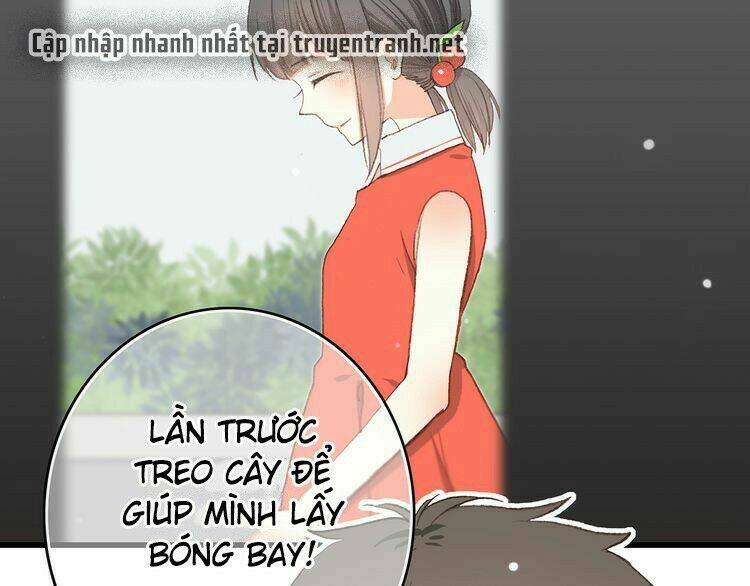 Cập nhập nhanh nhất tại truyentranh.net
LẦN TRƯỚC
TREO CÂY ĐỂ
GIÚP MÌNH LẤY
BÓNG BAY!